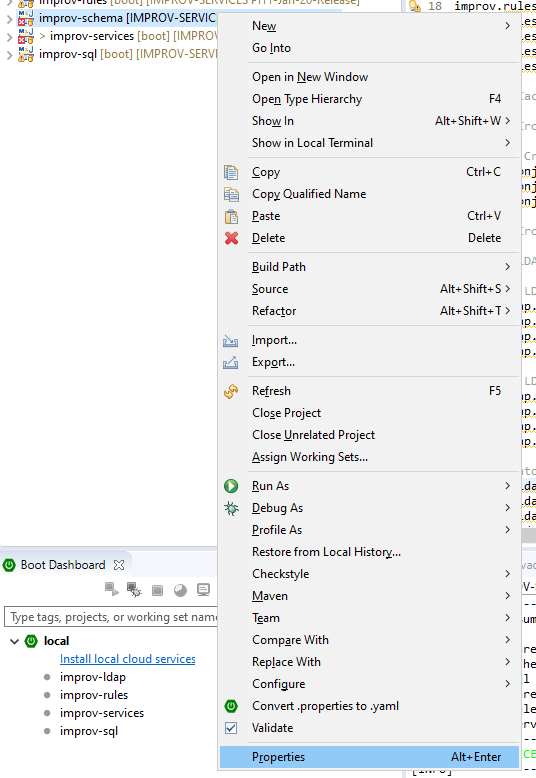 improv-rules [boot] [IMPROV-SERVICES PITT-Jan-20-Release]
improv-schema [IMPROV-SERVIC
> improv-services [boot] [IMPRO
improv-sql [boot] [IMPROV-SERV
New
Go Into
Open in New Window
Open Type Hierarchy F4
Show In Alt+Shift+W
Show in Local Terminal
Copy Ctrl+C
Copy Qualified Name
Paste Ctrl+V
Delete Delete
Build Path
Source Alt+Shift+S
Refactor Alt+Shift+T
Import...
Export...
Refresh F5
Close Project
Close Unrelated Project
Assign Working Sets...
Run As
Debug As
Profile As
Restore from Local History...
Checkstyle
Maven
Team
Compare With
Replace With
Configure
Convert .properties to .yaml
Validate
Properties Alt+Enter
18 improv.rules
Boot Dashboard
Type tags, projects, or working set name
local
Install local cloud services
improv-ldap
improv-rules
improv-services
improv-sql
[INFO]